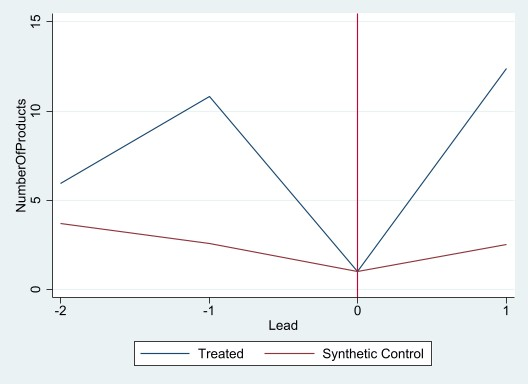 15
10
5
0
NumberOfProducts
-2 -1 0 1
Lead
Treated Synthetic Control